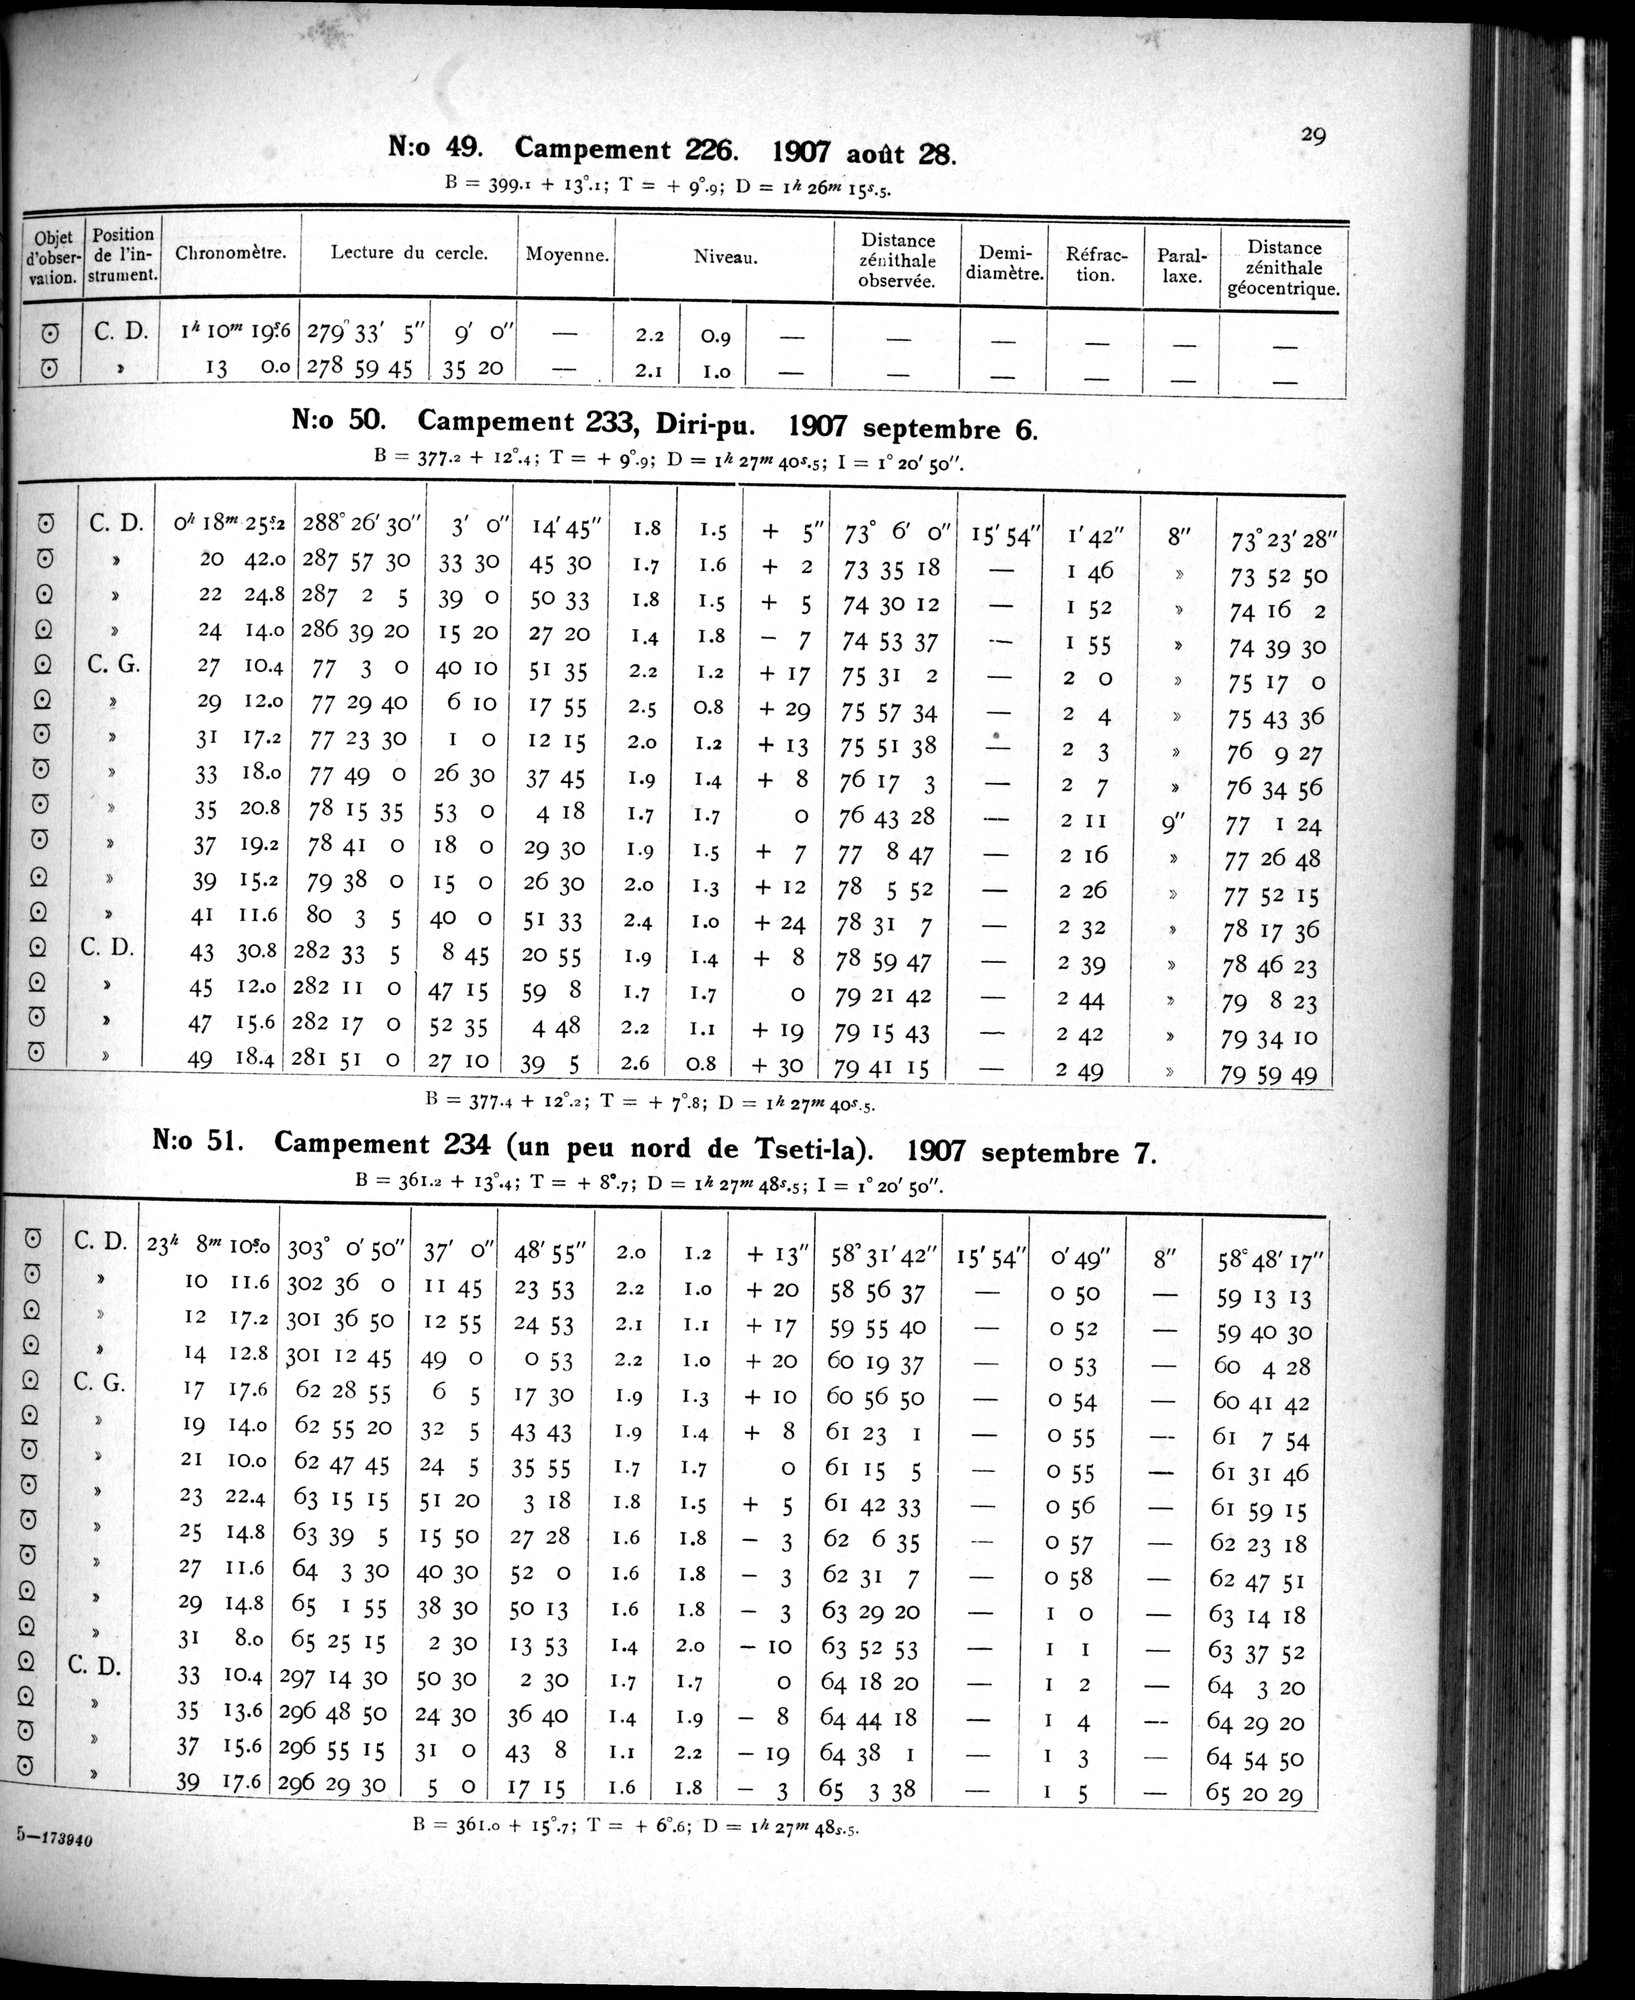 29
N:o 49. Campement 226. 1907 août 28.
B = 399.1 + 13°.1; T = + 9°.9; D = 1h 26m 15s.5.
Objet d'obser-vation. | Position de l'in-strument. | Chronomètre. | Lecture du cercle. | Moyenne. | Niveau. | Distance zénithale observée. | Demi-diamètre. | Réfrac-tion. | Paral-laxe. | Distance zénithale géocentrique.
C. D. 1h 10m 19s.6 279° 33′ 5″ 9′ 0″ — 2.2 0.9 — — — — — —
» 13 0.0 278 59 45 35 20 — 2.1 1.0 — — — — — —
N:o 50. Campement 233, Diri-pu. 1907 septembre 6.
B = 377.2 + 12°.4; T = + 9°.9; D = 1h 27m 40s.5; I = 1° 20′ 50″.
C. D. 0h 18m 25s.2 288° 26′ 30″ 3′ 0″ 14′ 45″ 1.8 1.5 + 5″ 73° 6′ 0″ 15′ 54″ 1′ 42″ 8″ 73° 23′ 28″
» 20 42.0 287 57 30 33 30 45 30 1.7 1.6 + 2 73 35 18 — 1 46 » 73 52 50
» 22 24.8 287 2 5 39 0 50 33 1.8 1.5 + 5 74 30 12 — 1 52 » 74 16 2
» 24 14.0 286 39 20 15 20 27 20 1.4 1.8 − 7 74 53 37 — 1 55 » 74 39 30
C. G. 27 10.4 77 3 0 40 10 51 35 2.2 1.2 + 17 75 31 2 — 2 0 » 75 17 0
» 29 12.0 77 29 40 6 10 17 55 2.5 0.8 + 29 75 57 34 — 2 4 » 75 43 36
» 31 17.2 77 23 30 1 0 12 15 2.0 1.2 + 13 75 51 38 — 2 3 » 76 9 27
» 33 18.0 77 49 0 26 30 37 45 1.9 1.4 + 8 76 17 3 — 2 7 » 76 34 56
» 35 20.8 78 15 35 53 0 4 18 1.7 1.7 0 76 43 28 — 2 11 9″ 77 1 24
» 37 19.2 78 41 0 18 0 29 30 1.9 1.5 + 7 77 8 47 — 2 16 » 77 26 48
» 39 15.2 79 38 0 15 0 26 30 2.0 1.3 + 12 78 5 52 — 2 26 » 77 52 15
» 41 11.6 80 3 5 40 0 51 33 2.4 1.0 + 24 78 31 7 — 2 32 » 78 17 36
C. D. 43 30.8 282 33 5 8 45 20 55 1.9 1.4 + 8 78 59 47 — 2 39 » 78 46 23
» 45 12.0 282 11 0 47 15 59 8 1.7 1.7 0 79 21 42 — 2 44 » 79 8 23
» 47 15.6 282 17 0 52 35 4 48 2.2 1.1 + 19 79 15 43 — 2 42 » 79 34 10
» 49 18.4 281 51 0 27 10 39 5 2.6 0.8 + 30 79 41 15 — 2 49 » 79 59 49
B = 377.4 + 12°.2; T = + 7°.8; D = 1h 27m 40s.5.
N:o 51. Campement 234 (un peu nord de Tseti-la). 1907 septembre 7.
B = 361.2 + 13°.4; T = + 8°.7; D = 1h 27m 48s.5; I = 1° 20′ 50″.
C. D. 23h 8m 10s.0 303° 0′ 50″ 37′ 0″ 48′ 55″ 2.0 1.2 + 13″ 58° 31′ 42″ 15′ 54″ 0′ 49″ 8″ 58° 48′ 17″
» 10 11.6 302 36 0 11 45 23 53 2.2 1.0 + 20 58 56 37 — 0 50 — 59 13 13
» 12 17.2 301 36 50 12 55 24 53 2.1 1.1 + 17 59 55 40 — 0 52 — 59 40 30
» 14 12.8 301 12 45 49 0 0 53 2.2 1.0 + 20 60 19 37 — 0 53 — 60 4 28
C. G. 17 17.6 62 28 55 6 5 17 30 1.9 1.3 + 10 60 56 50 — 0 54 — 60 41 42
» 19 14.0 62 55 20 32 5 43 43 1.9 1.4 + 8 61 23 1 — 0 55 — 61 7 54
» 21 10.0 62 47 45 24 5 35 55 1.7 1.7 0 61 15 5 — 0 55 — 61 31 46
» 23 22.4 63 15 15 51 20 3 18 1.8 1.5 + 5 61 42 33 — 0 56 — 61 59 15
» 25 14.8 63 39 5 15 50 27 28 1.6 1.8 − 3 62 6 35 — 0 57 — 62 23 18
» 27 11.6 64 3 30 40 30 52 0 1.6 1.8 − 3 62 31 7 — 0 58 — 62 47 51
» 29 14.8 65 1 55 38 30 50 13 1.6 1.8 − 3 63 29 20 — 1 0 — 63 14 18
» 31 8.0 65 25 15 2 30 13 53 1.4 2.0 − 10 63 52 53 — 1 1 — 63 37 52
C. D. 33 10.4 297 14 30 50 30 2 30 1.7 1.7 0 64 18 20 — 1 2 — 64 3 20
» 35 13.6 296 48 50 24 30 36 40 1.4 1.9 − 8 64 44 18 — 1 4 — 64 29 20
» 37 15.6 296 55 15 31 0 43 8 1.1 2.2 − 19 64 38 1 — 1 3 — 64 54 50
» 39 17.6 296 29 30 5 0 17 15 1.6 1.8 − 3 65 3 38 — 1 5 — 65 20 29
B = 361.0 + 15°.7; T = + 6°.6; D = 1h 27m 48s.5.
5—173940